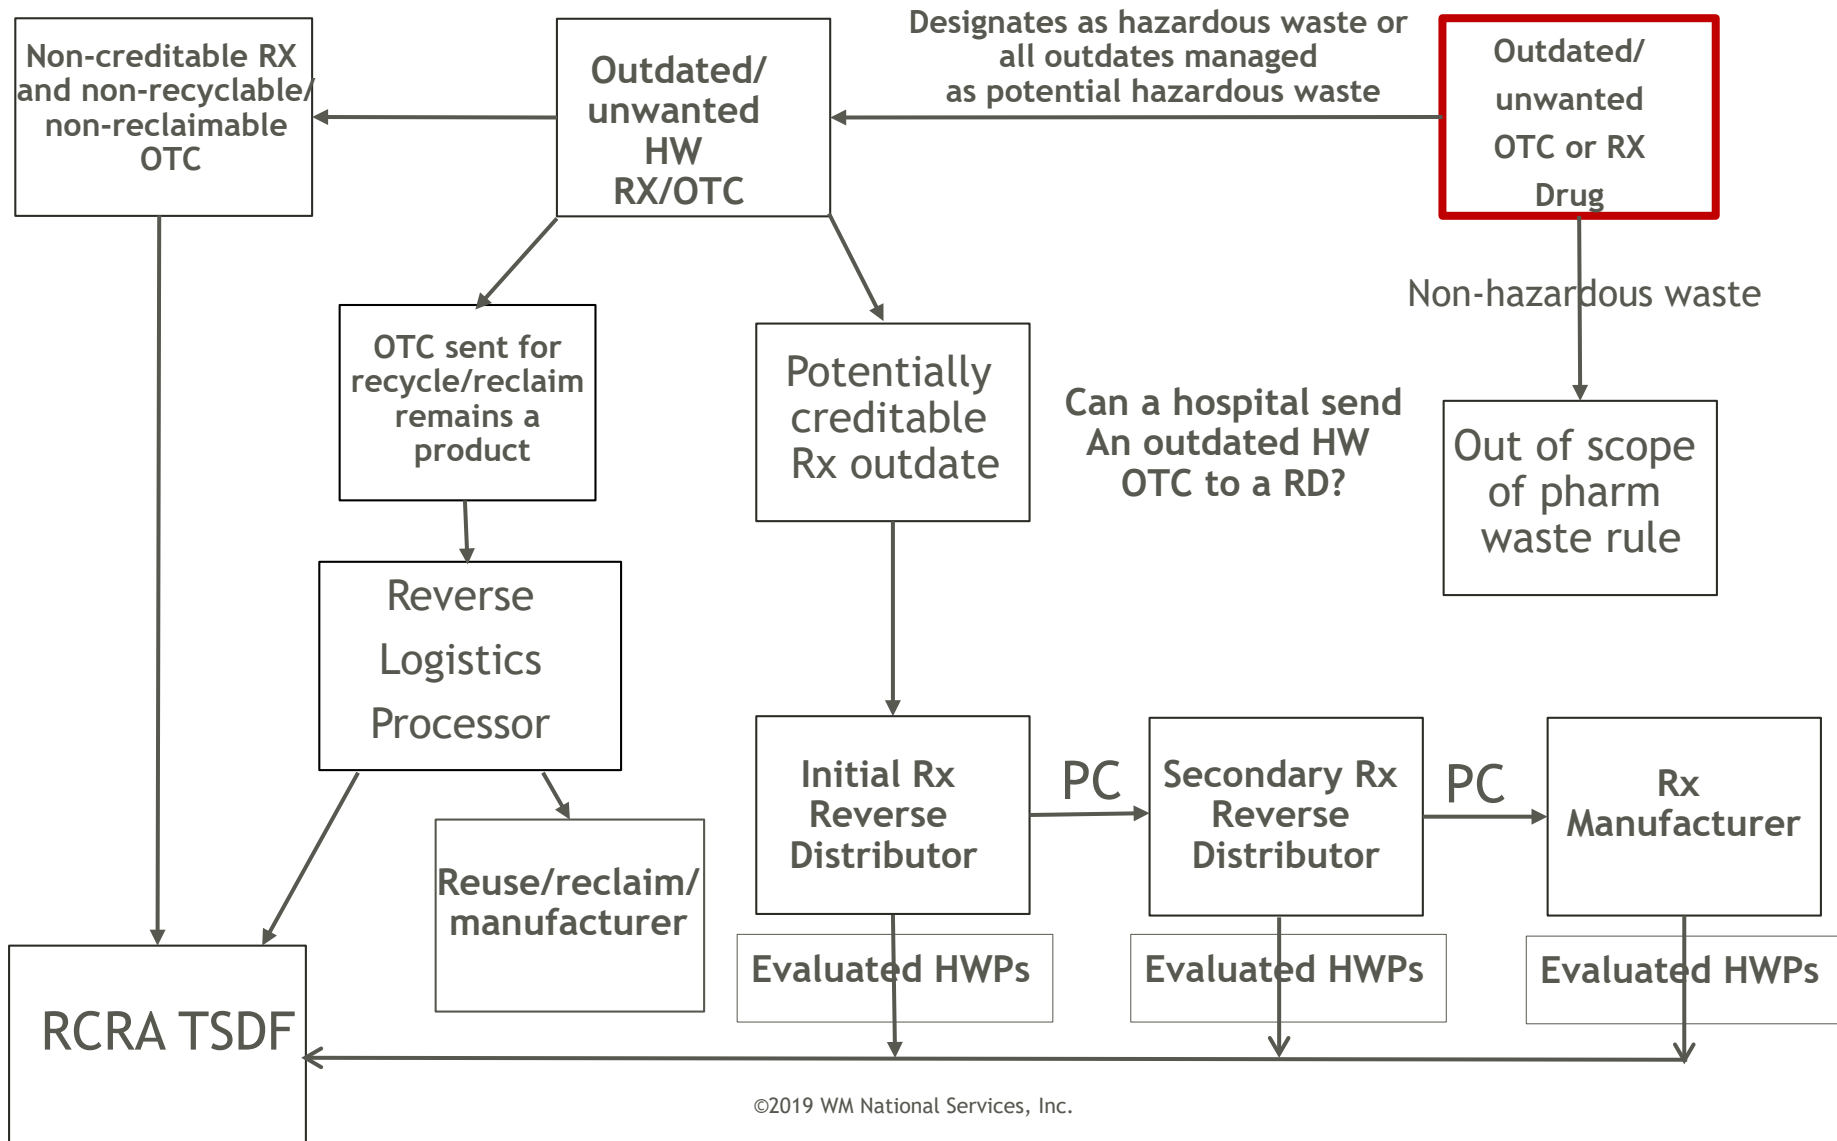 Non-creditable RX
and non-recyclable/
non-reclaimable
OTC
Outdated/
unwanted
HW
RX/OTC
Designates as hazardous waste or
all outdates managed
as potential hazardous waste
Outdated/
unwanted
OTC or RX
Drug
Non-hazardous waste
OTC sent for
recycle/reclaim
remains a
product
Potentially
creditable
Rx outdate
Can a hospital send
An outdated HW
OTC to a RD?
Out of scope
of pharm
waste rule
Reverse
Logistics
Processor
Initial Rx
Reverse
Distributor
PC
Secondary Rx
Reverse
Distributor
PC
Rx
Manufacturer
Reuse/reclaim/
manufacturer
Evaluated HWPs
Evaluated HWPs
Evaluated HWPs
RCRA TSDF
©2019 WM National Services, Inc.